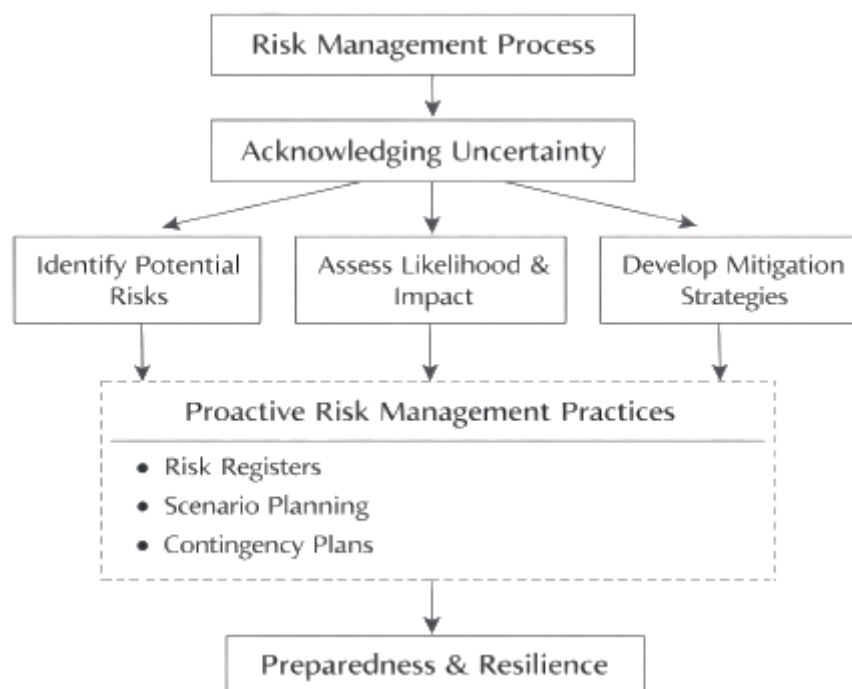 Risk Management Process
Acknowledging Uncertainty
Identify Potential
Risks
Assess Likelihood &
Impact
Develop Mitigation
Strategies
Proactive Risk Management Practices
• Risk Registers
• Scenario Planning
• Contingency Plans
Preparedness & Resilience